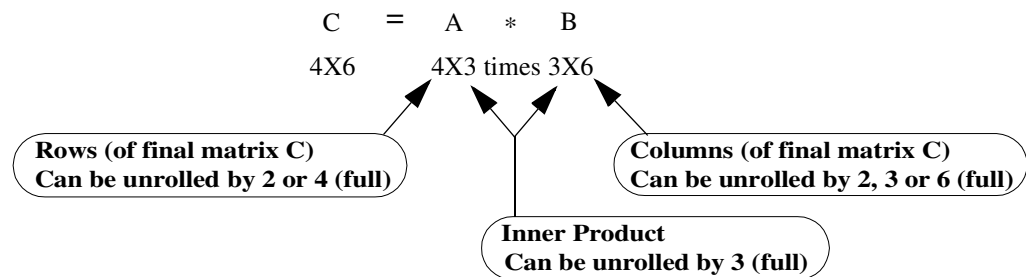 C = A * B
4X6 4X3 times 3X6
Rows (of final matrix C)
Can be unrolled by 2 or 4 (full)
Columns (of final matrix C)
Can be unrolled by 2, 3 or 6 (full)
Inner Product
Can be unrolled by 3 (full)